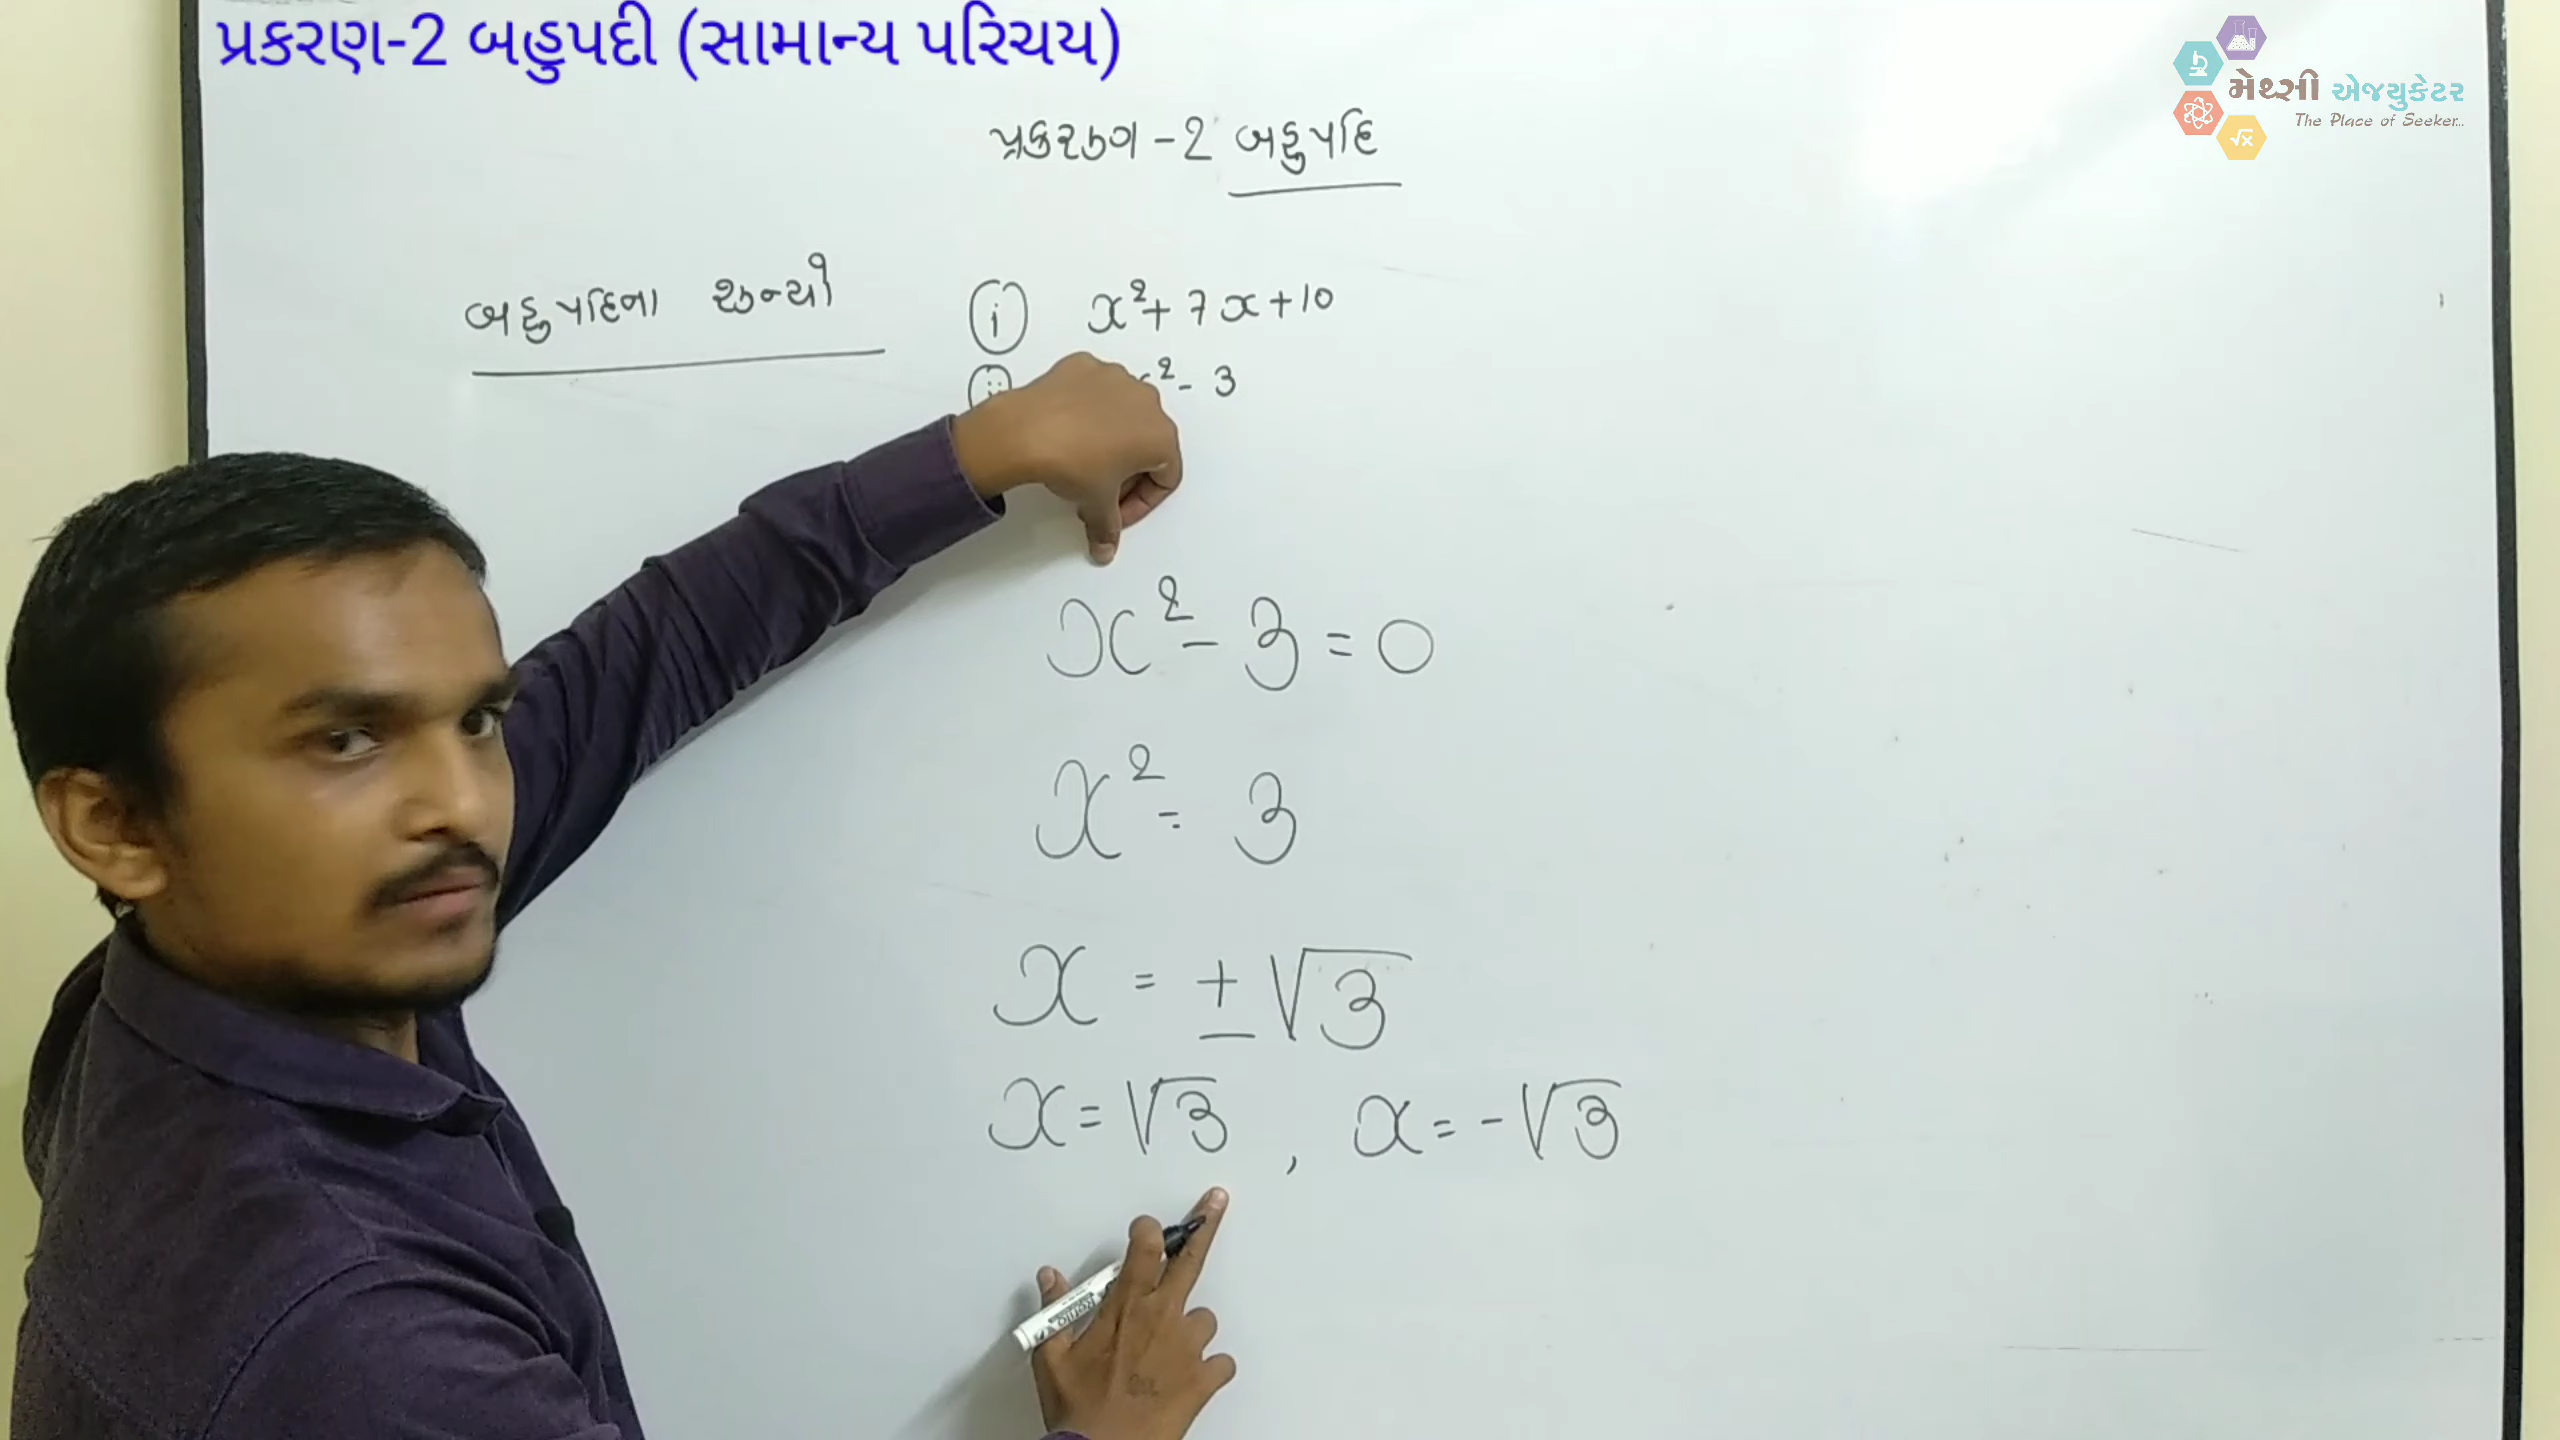 પ્રકરણ-2 બહુપદી (સામાન્ય પરિચય)
મેથ્સી એજ્યુકેટર
The Place of Seeker...
√x
પ્રકરણ - 2 બહુપદિ
બહુપદિના શૂન્યો
(i) x² + 7x + 10
(ii) x² - 3
x² - 3 = 0
x² = 3
x = ± √3
x = √3 , x = -√3